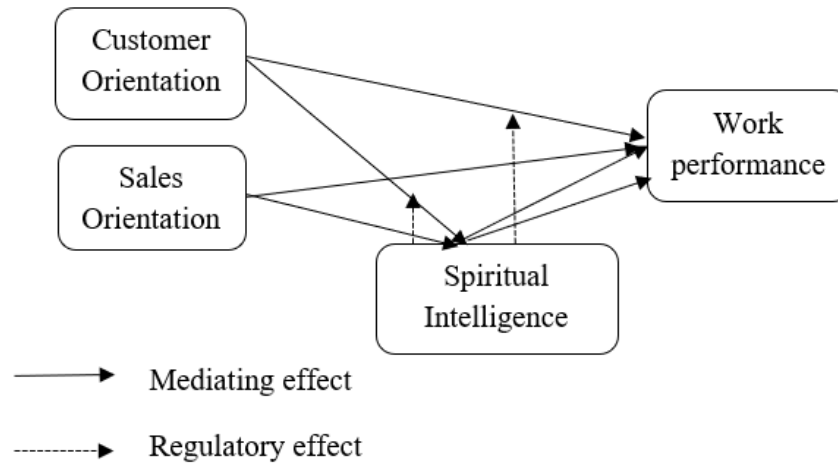 Customer
Orientation
Sales
Orientation
Work
performance
Spiritual
Intelligence
Mediating effect
Regulatory effect